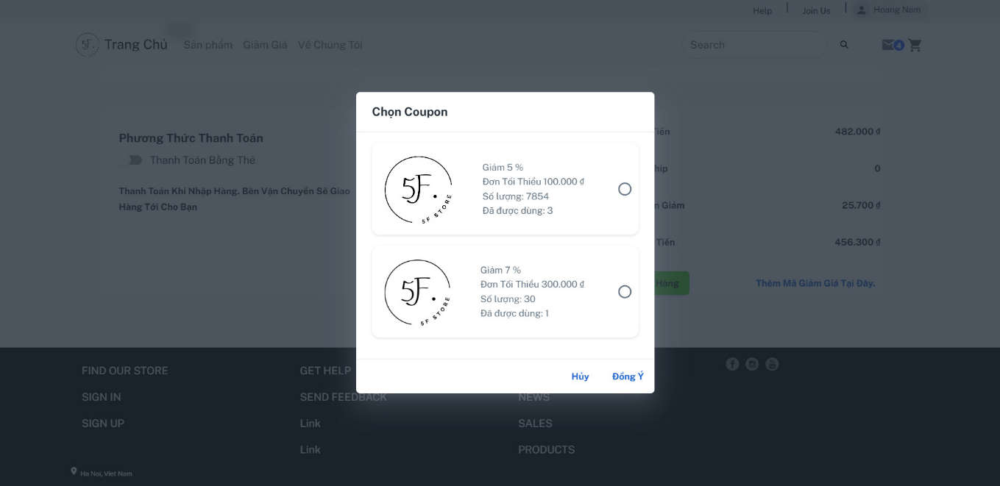 Help
Join Us
Hoang Nam
5F. Trang Chủ Sản phẩm Giảm Giá Về Chúng Tôi
Search
4
Chọn Coupon
Phương Thức Thanh Toán
Thanh Toán Bằng Thẻ
Thanh Toán Khi Nhập Hàng. Bên Vận Chuyển Sẽ Giao
Hàng Tới Cho Bạn
5F.
5F STORE
Giảm 5 %
Đơn Tối Thiểu 100.000 ₫
Số lượng: 7854
Đã được dùng: 3
5F.
5F STORE
Giảm 7 %
Đơn Tối Thiểu 300.000 ₫
Số lượng: 30
Đã được dùng: 1
Hủy
Đồng Ý
Tiền 482.000 ₫
hip 0
Giảm 25.700 ₫
Tiền 456.300 ₫
Hàng
Thêm Mã Giảm Giá Tại Đây.
FIND OUR STORE
SIGN IN
SIGN UP
GET HELP
SEND FEEDBACK
Link
Link
NEWS
SALES
PRODUCTS
Ha Noi, Viet Nam